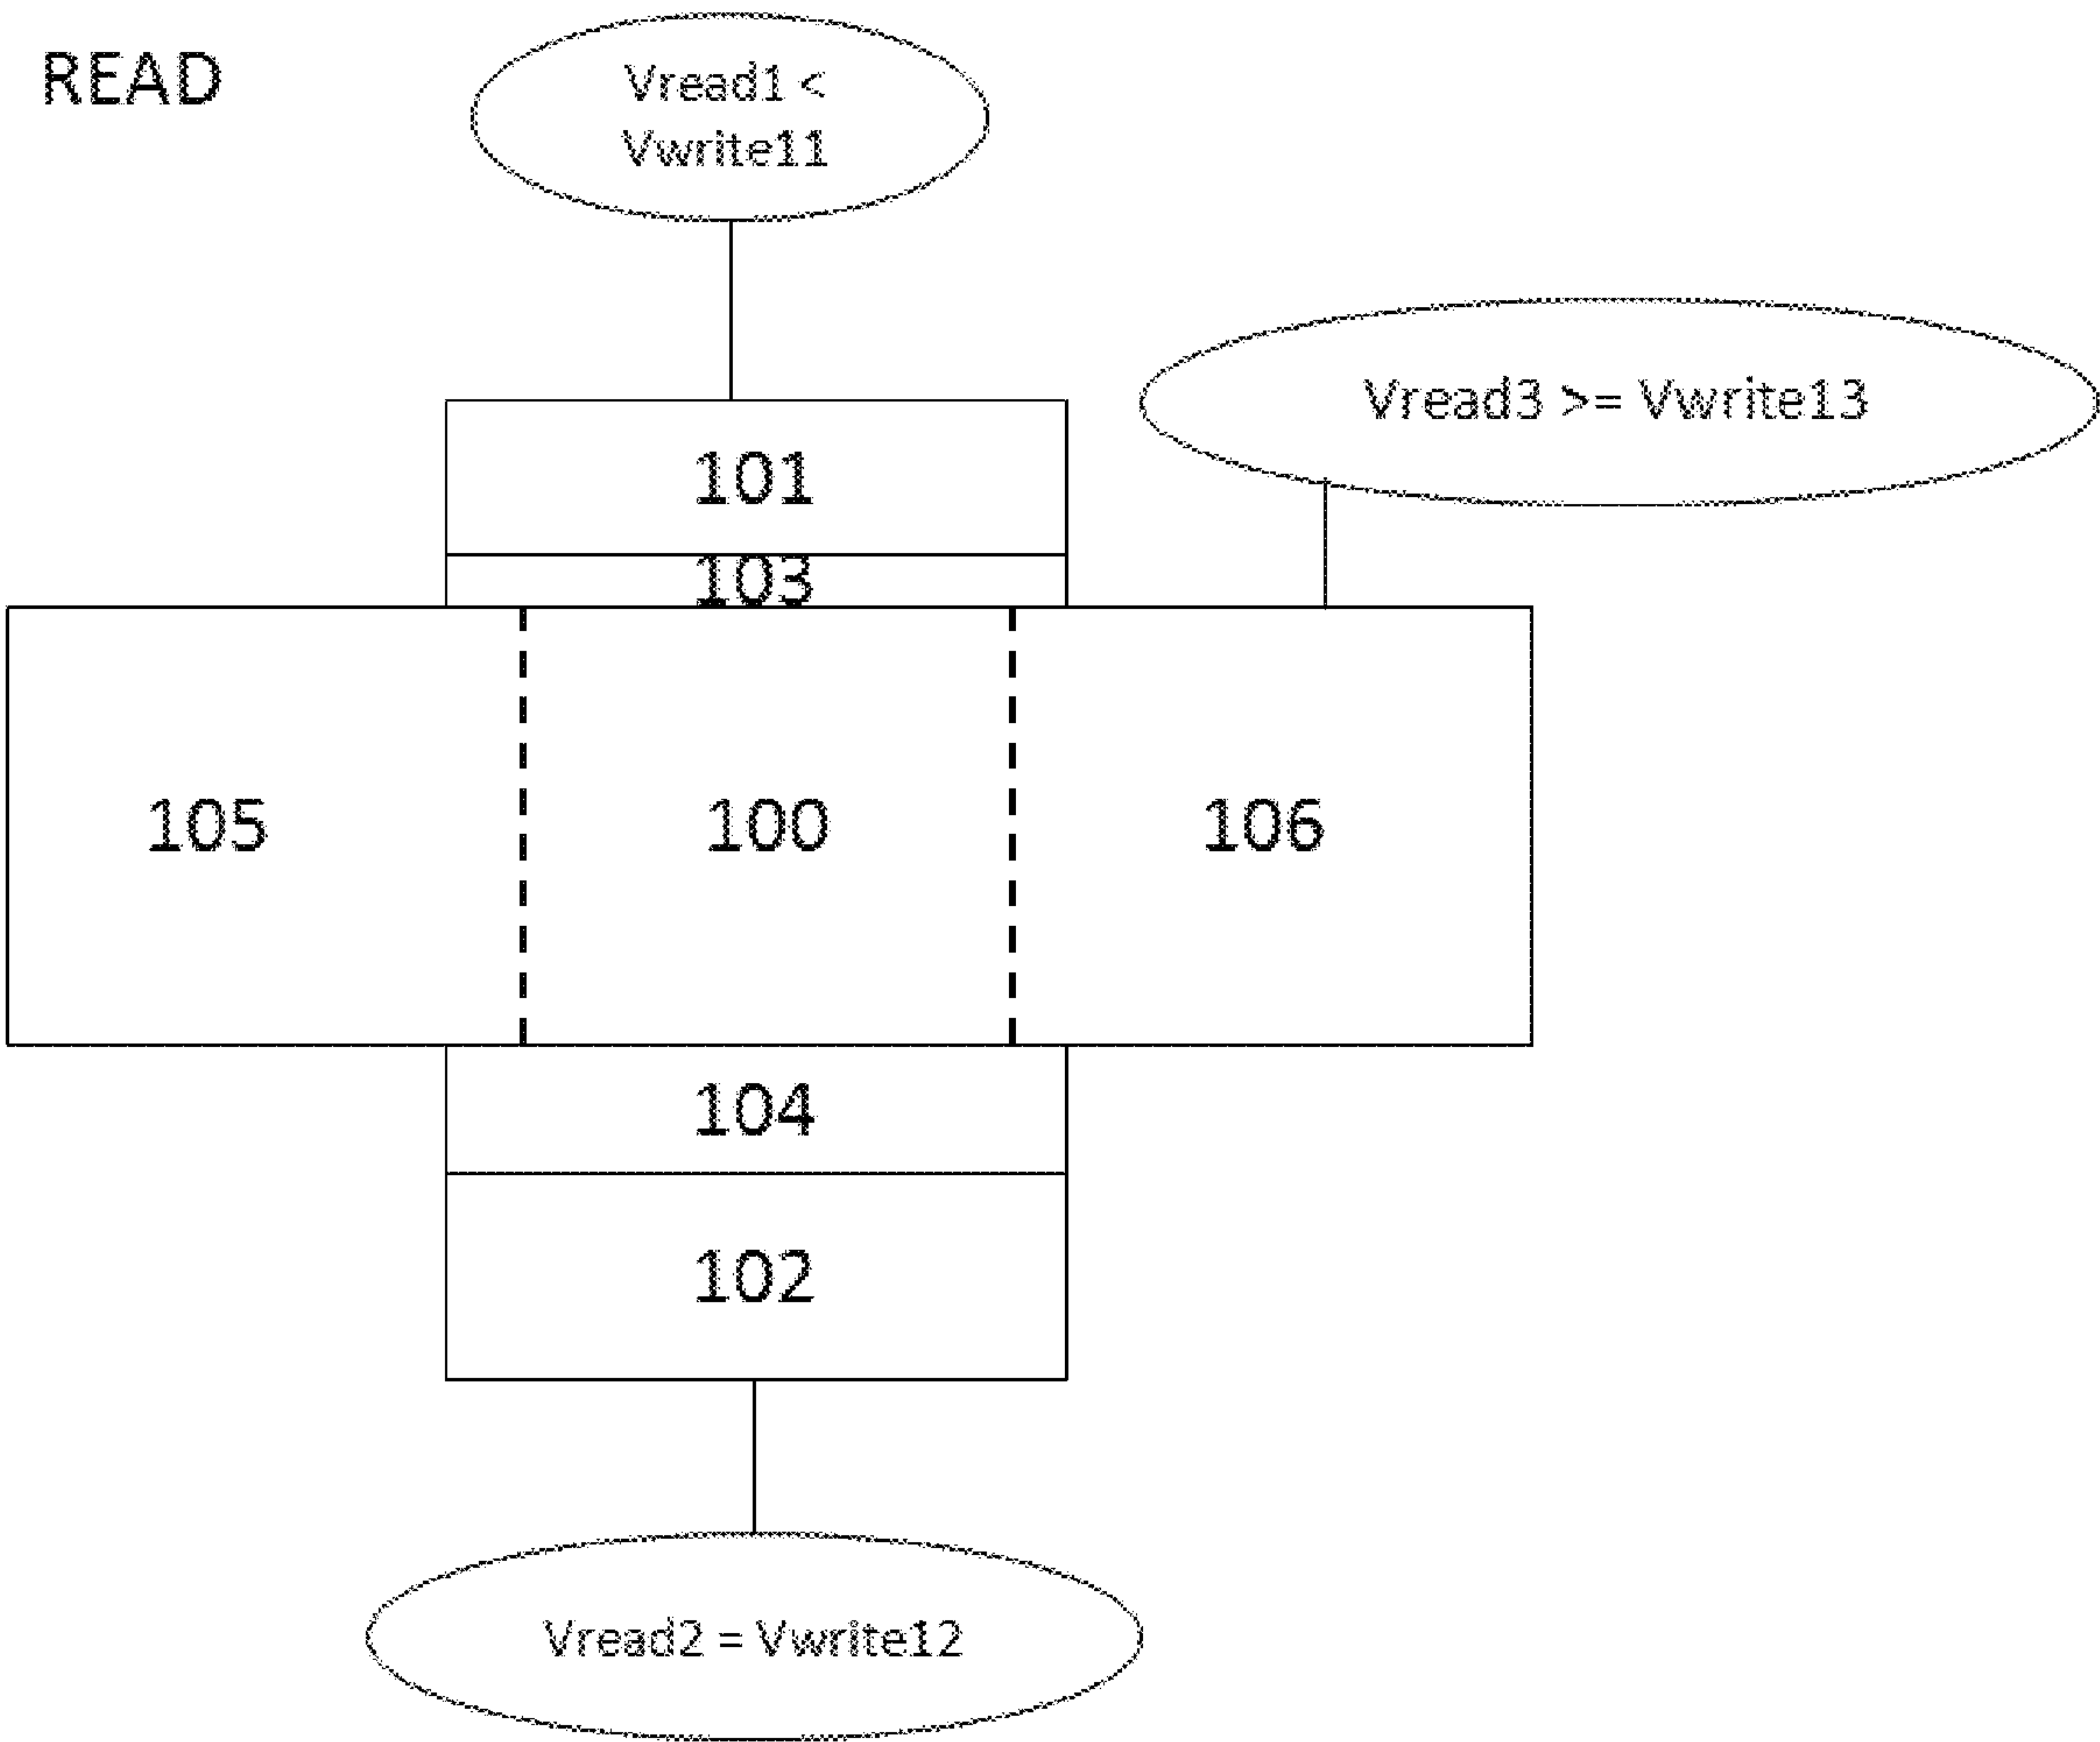 READ
Vread1 <
Vwrite11
Vread3 >= Vwrite13
101
103
105
100
106
104
102
Vread2 = Vwrite12